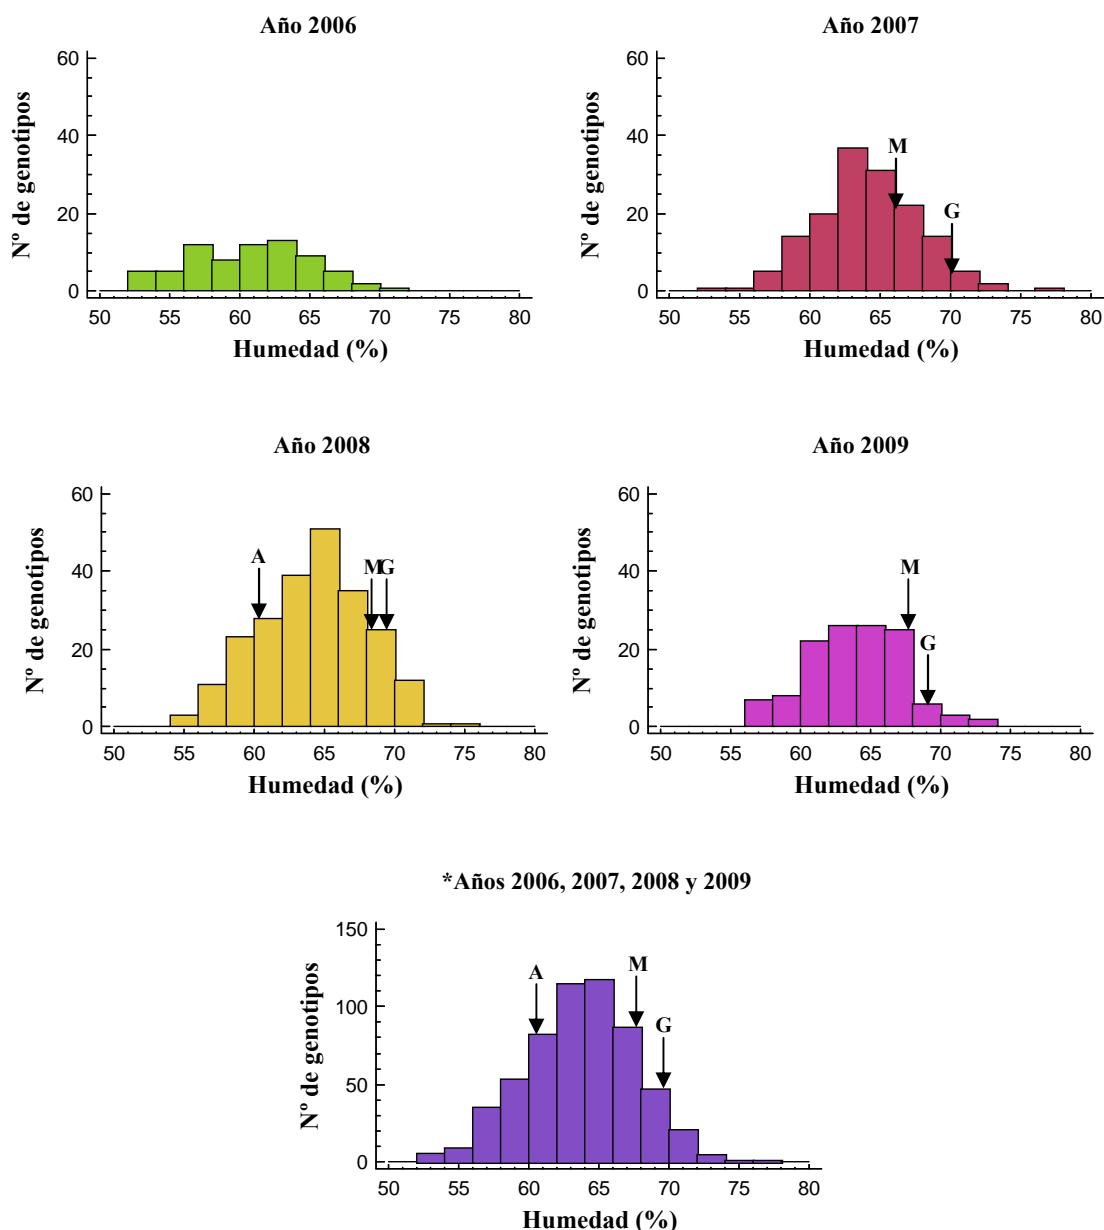 Año 2006
60
40
20
0
50 55 60 65 70 75 80
Nº de genotipos
Humedad (%)
Año 2007
60
40
20
0
50 55 60 65 70 75 80
Nº de genotipos
Humedad (%)
M
G
Año 2008
60
40
20
0
50 55 60 65 70 75 80
Nº de genotipos
Humedad (%)
A
M
G
Año 2009
60
40
20
0
50 55 60 65 70 75 80
Nº de genotipos
Humedad (%)
M
G
*Años 2006, 2007, 2008 y 2009
150
100
50
0
50 55 60 65 70 75 80
Nº de genotipos
Humedad (%)
A
M
G